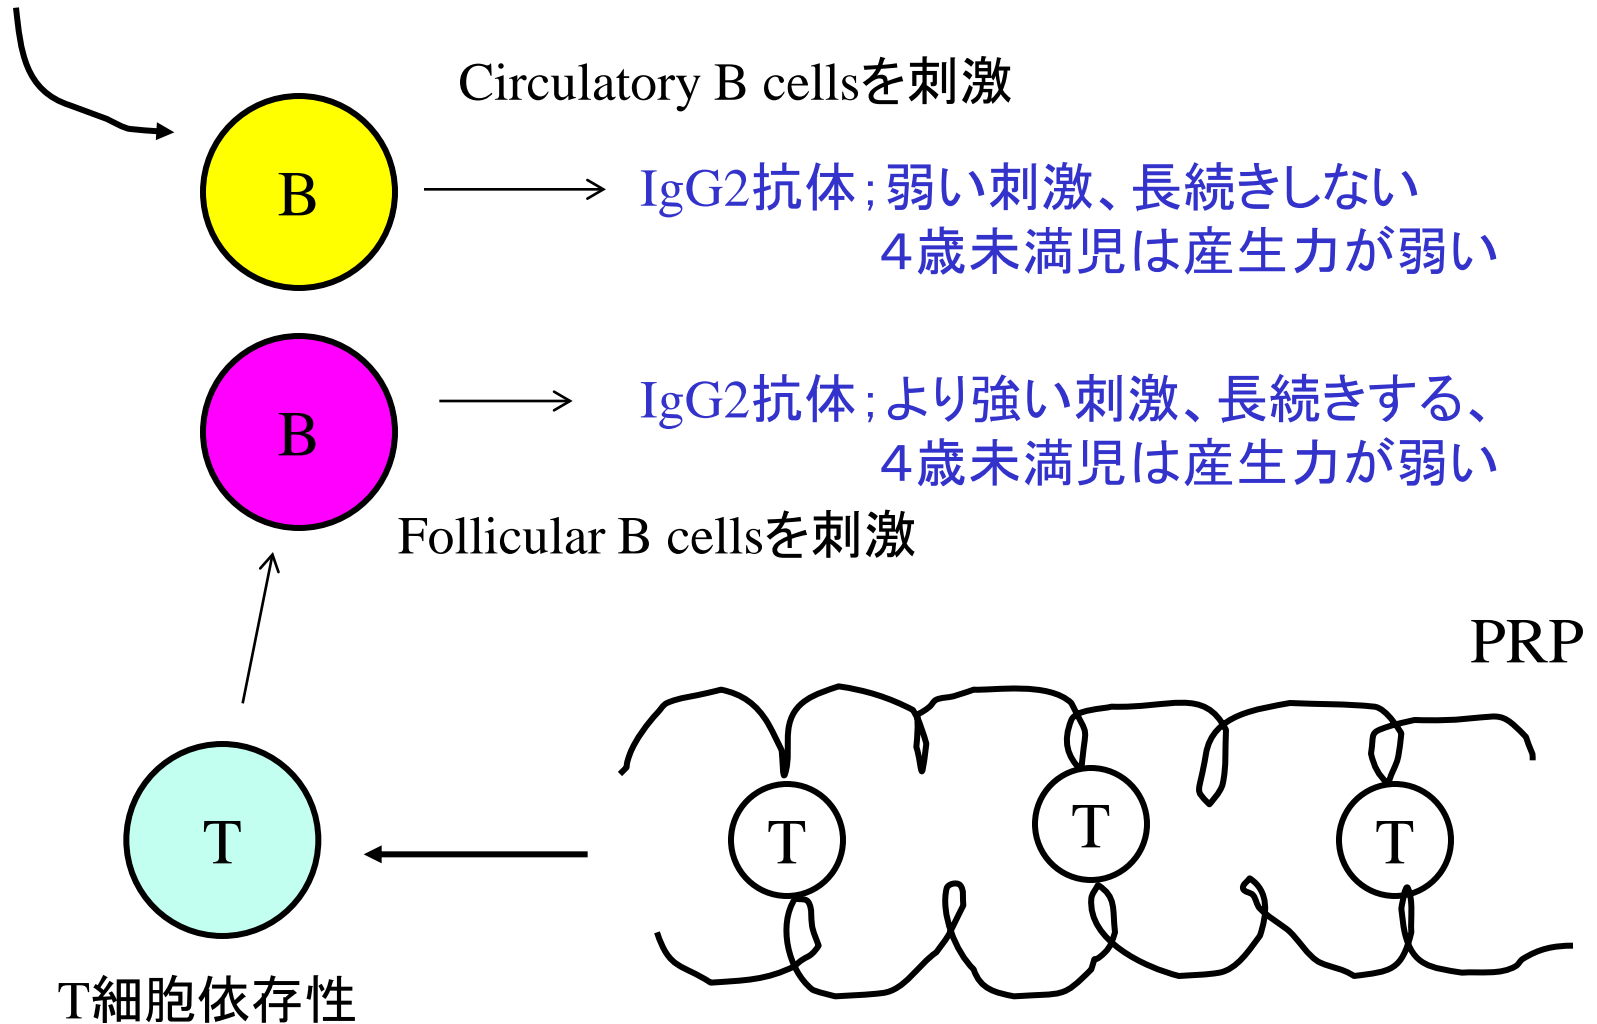 Circulatory B cellsを刺激
B
IgG2抗体；弱い刺激、長続きしない
４歳未満児は産生力が弱い
B
IgG2抗体；より強い刺激、長続きする、
４歳未満児は産生力が弱い
Follicular B cellsを刺激
PRP
T
T
T
T
T細胞依存性